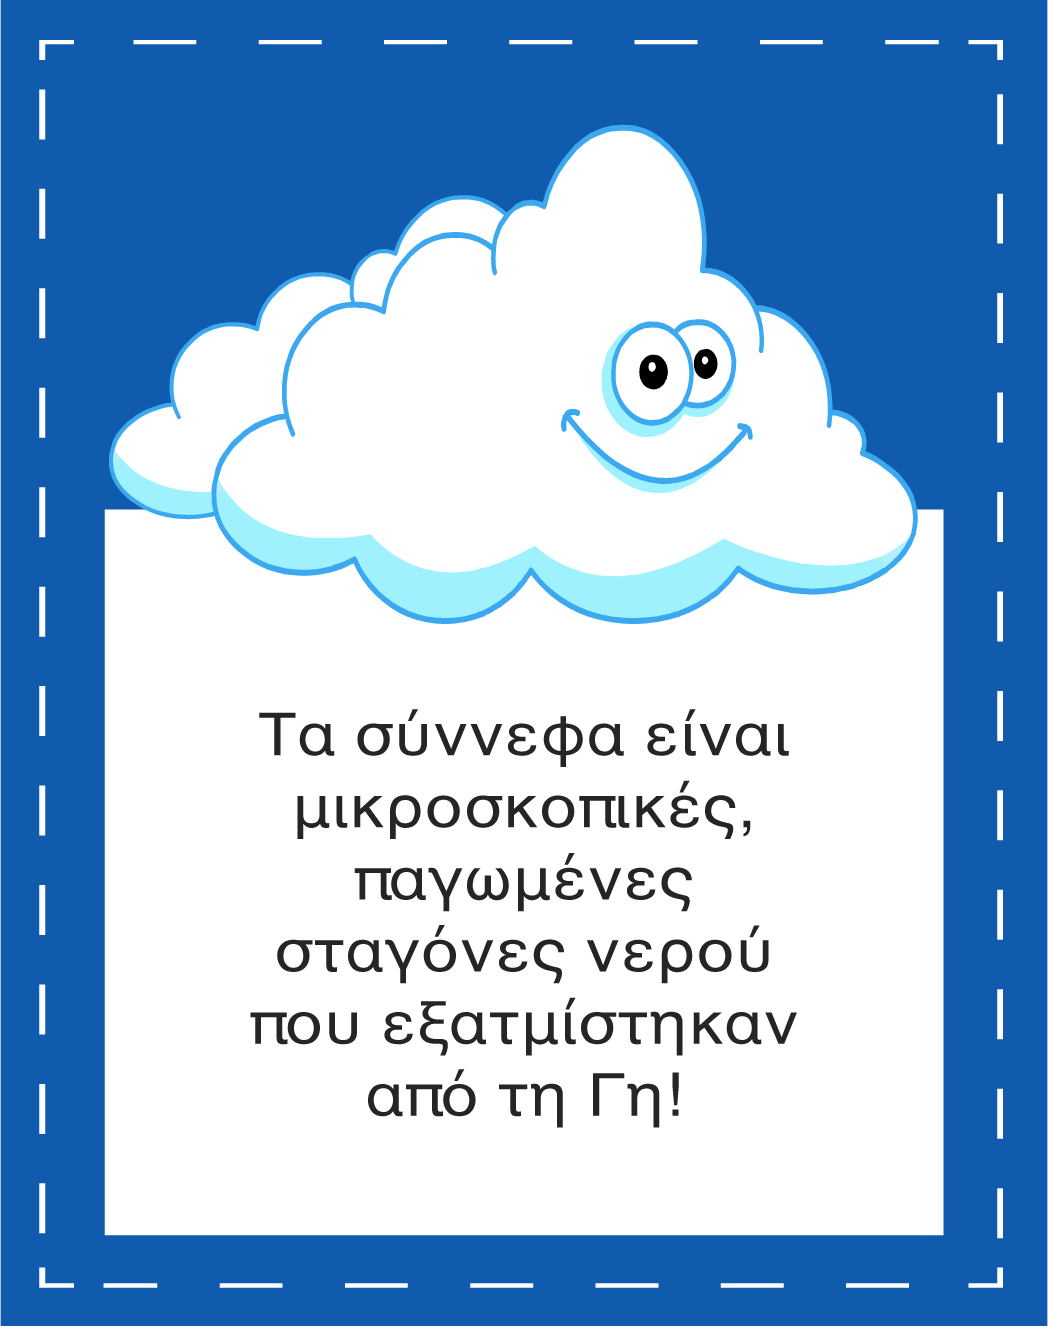 Τα σύννεφα είναι
μικροσκοπικές,
παγωμένες
σταγόνες νερού
που εξατμίστηκαν
από τη Γη!